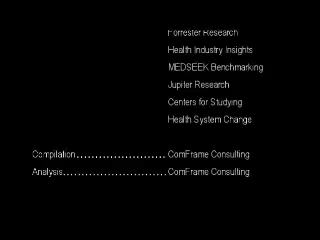 Forrester Research
Health Industry Insights
MEDSEEK Benchmarking
Jupiter Research
Centers for Studying
Health System Change
Compilation........................ComFrame Consulting
Analysis............................ComFrame Consulting